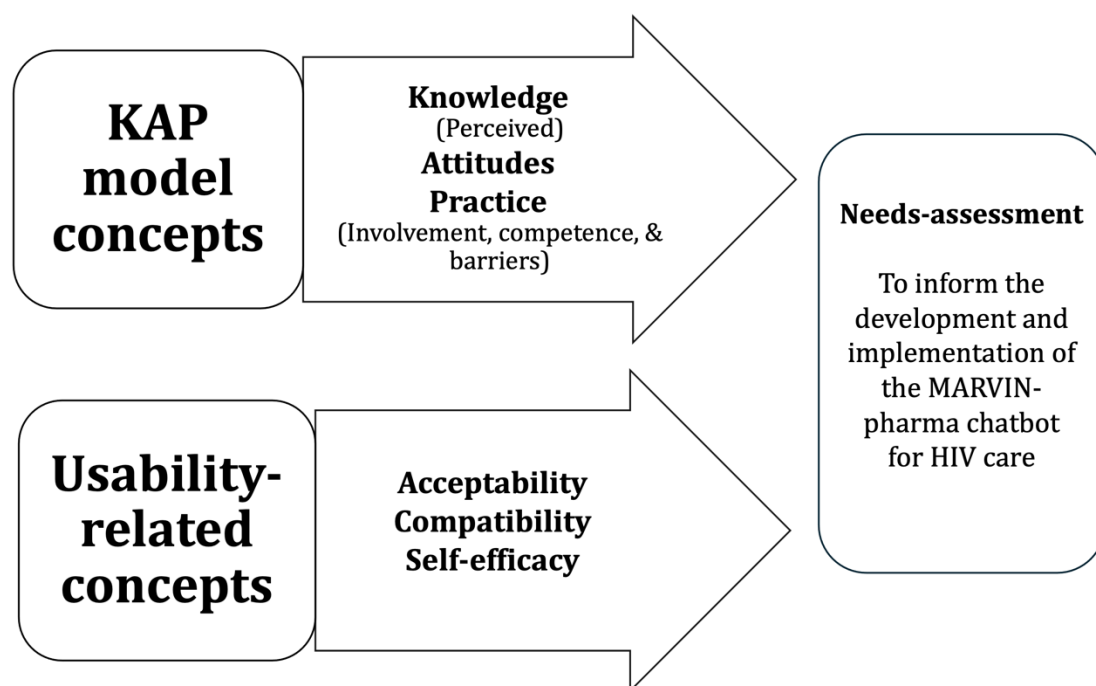 KAP
model
concepts
Knowledge
(Perceived)
Attitudes
Practice
(Involvement, competence, &
barriers)
Usability-
related
concepts
Acceptability
Compatibility
Self-efficacy
Needs-assessment
To inform the
development and
implementation of
the MARVIN-
pharma chatbot
for HIV care